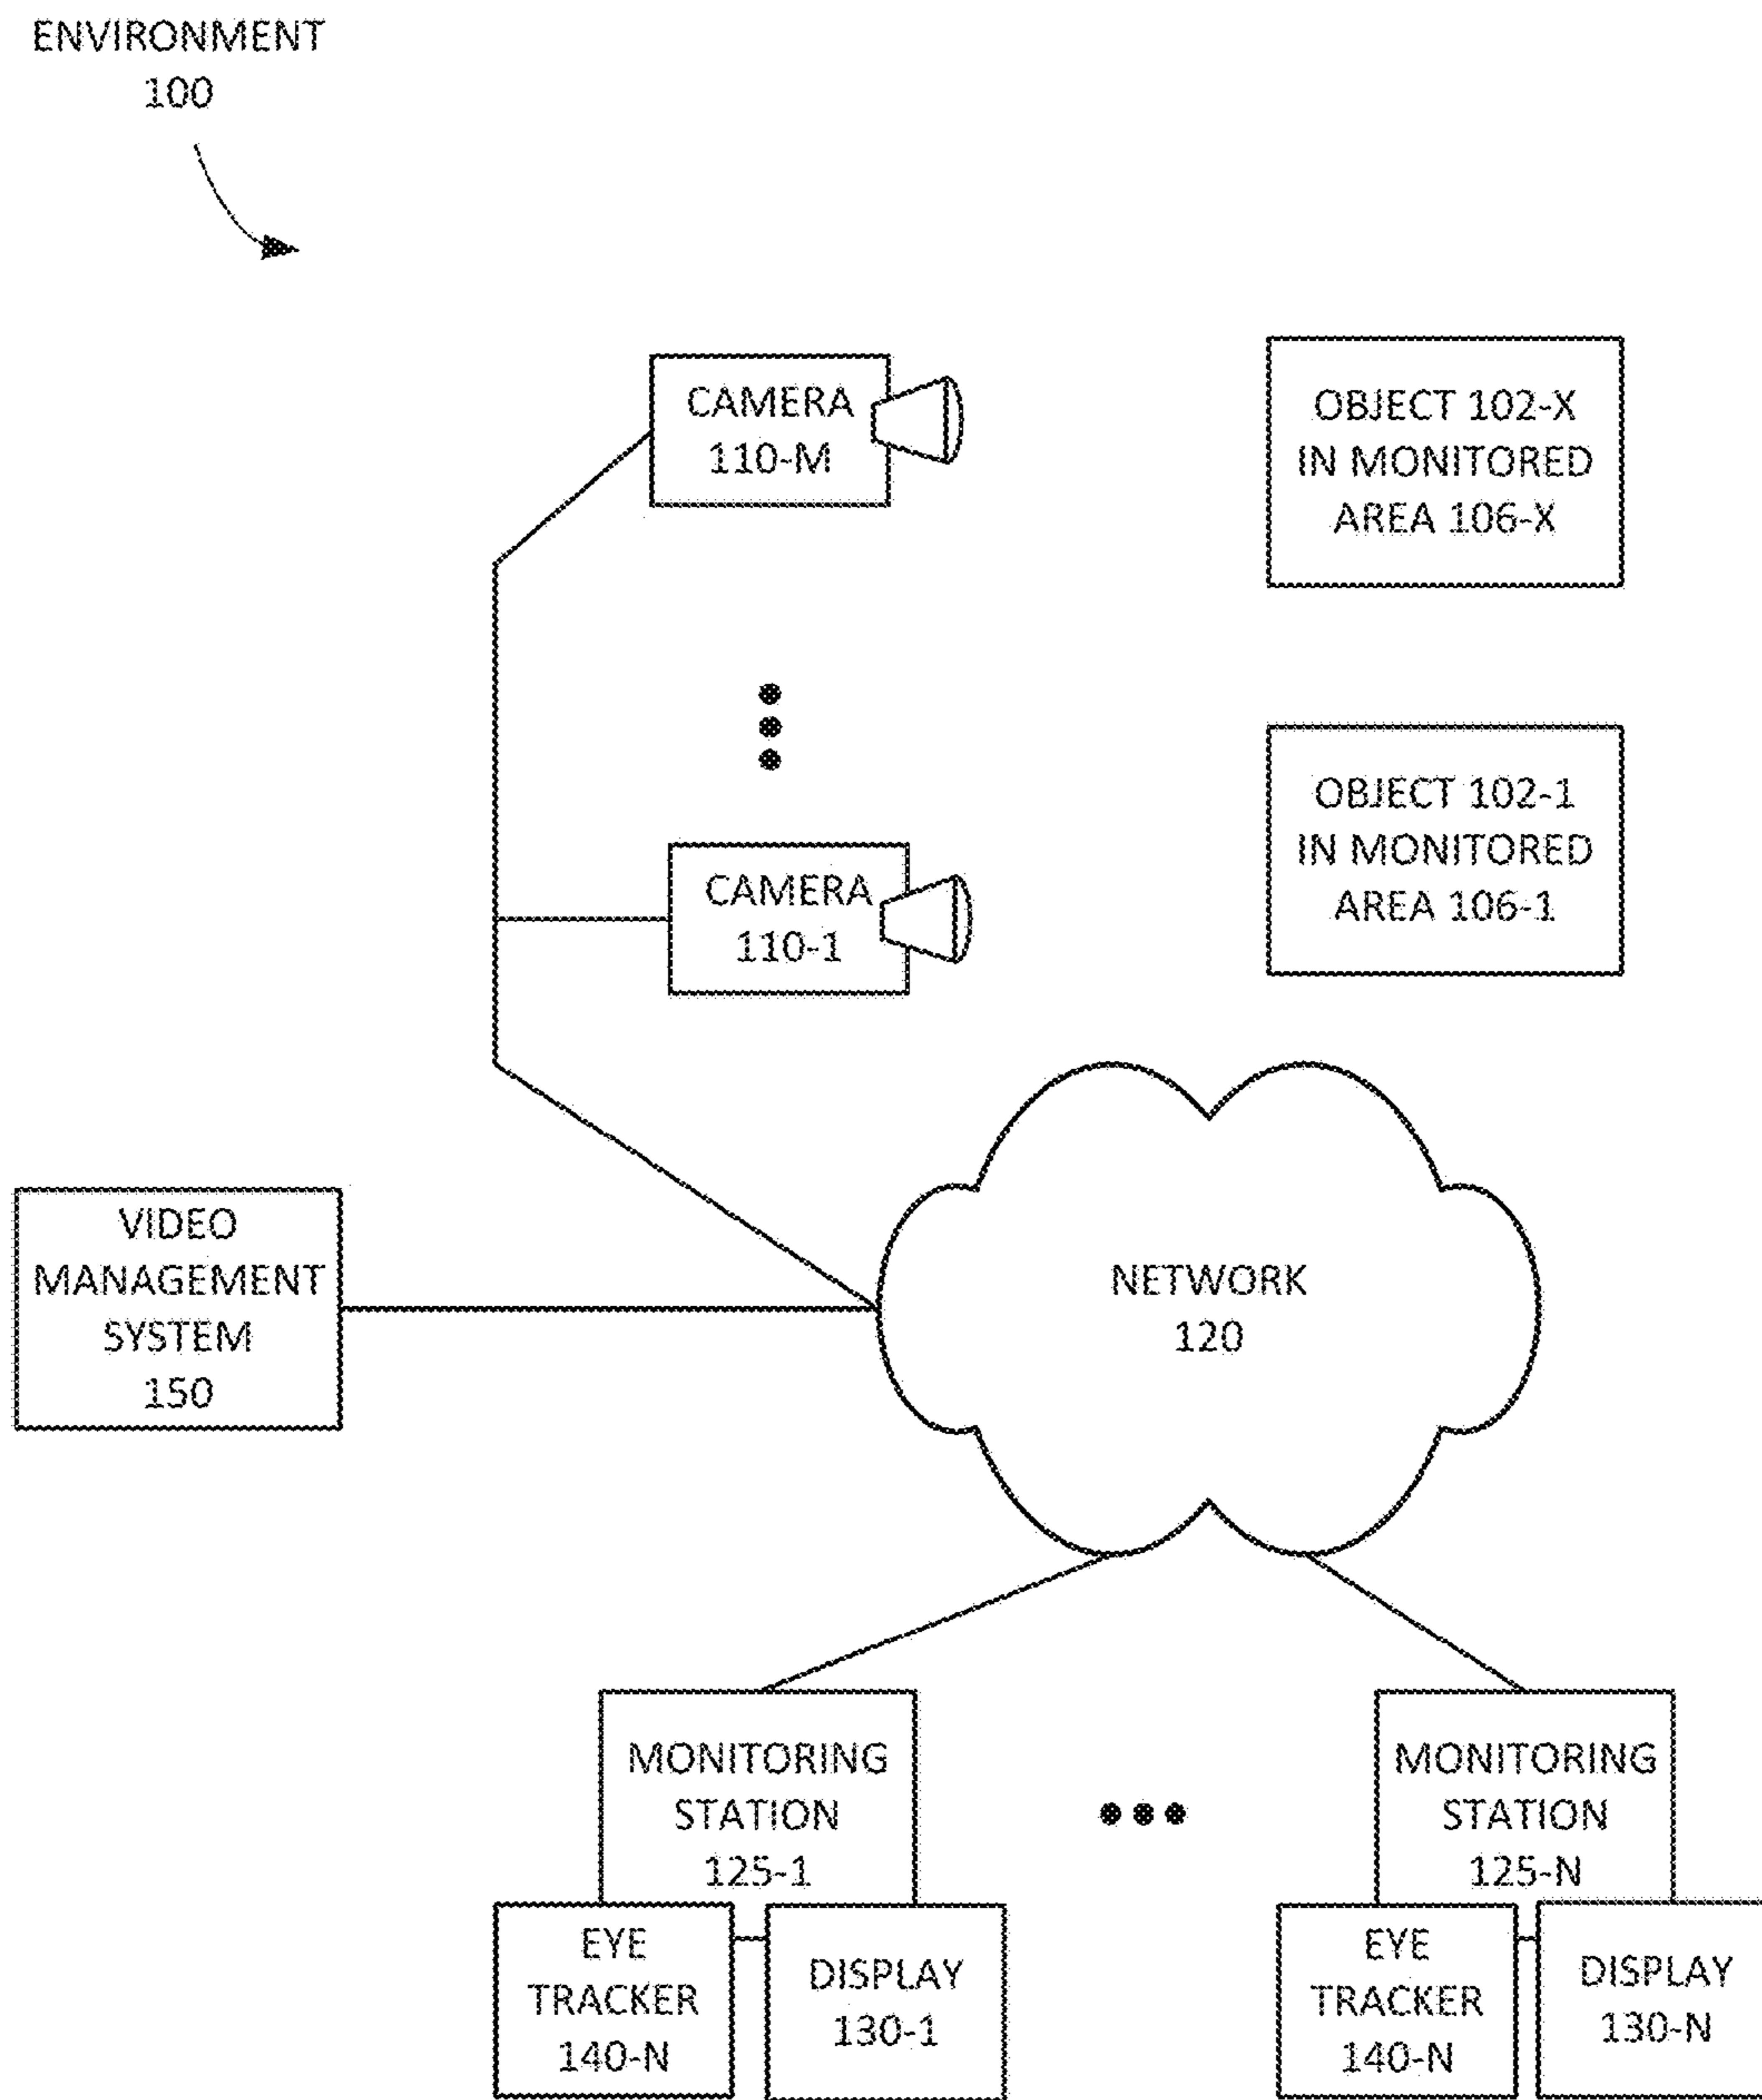 ENVIRONMENT
100
CAMERA
110-M
OBJECT 102-X
IN MONITORED
AREA 106-X
OBJECT 102-1
IN MONITORED
AREA 106-1
CAMERA
110-1
VIDEO
MANAGEMENT
SYSTEM
150
NETWORK
120
MONITORING
STATION
125-1
EYE
TRACKER
140-N
DISPLAY
130-1
MONITORING
STATION
125-N
EYE
TRACKER
140-N
DISPLAY
130-N